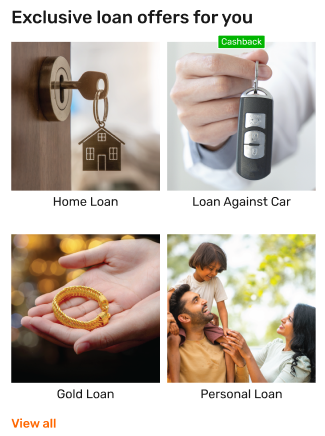 Exclusive loan offers for you
Cashback
Home Loan
Loan Against Car
Gold Loan
Personal Loan
View all